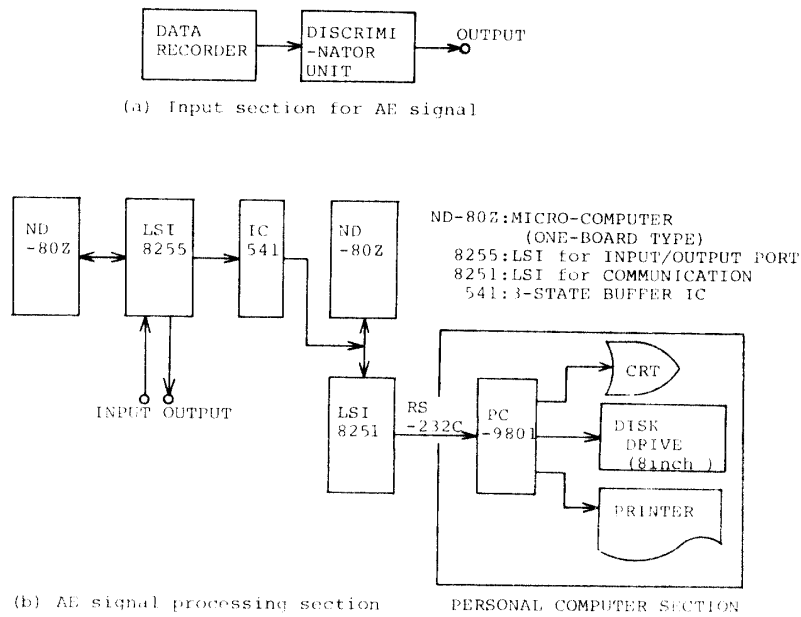 DATA
RECORDER
DISCRIMI
-NATOR
UNIT
OUTPUT
(a) Input section for AE signal
ND
-80Z
LSI
8255
IC
541
ND
-80Z
ND-80Z:MICRO-COMPUTER
(ONE-BOARD TYPE)
8255:LSI for INPUT/OUTPUT PORT
8251:LSI for COMMUNICATION
541:3-STATE BUFFER IC
INPUT OUTPUT
LSI
8251
RS
-232C
PC
-9801
CRT
DISK
DRIVE
(8inch )
PRINTER
(b) AE signal processing section
PERSONAL COMPUTER SECTION